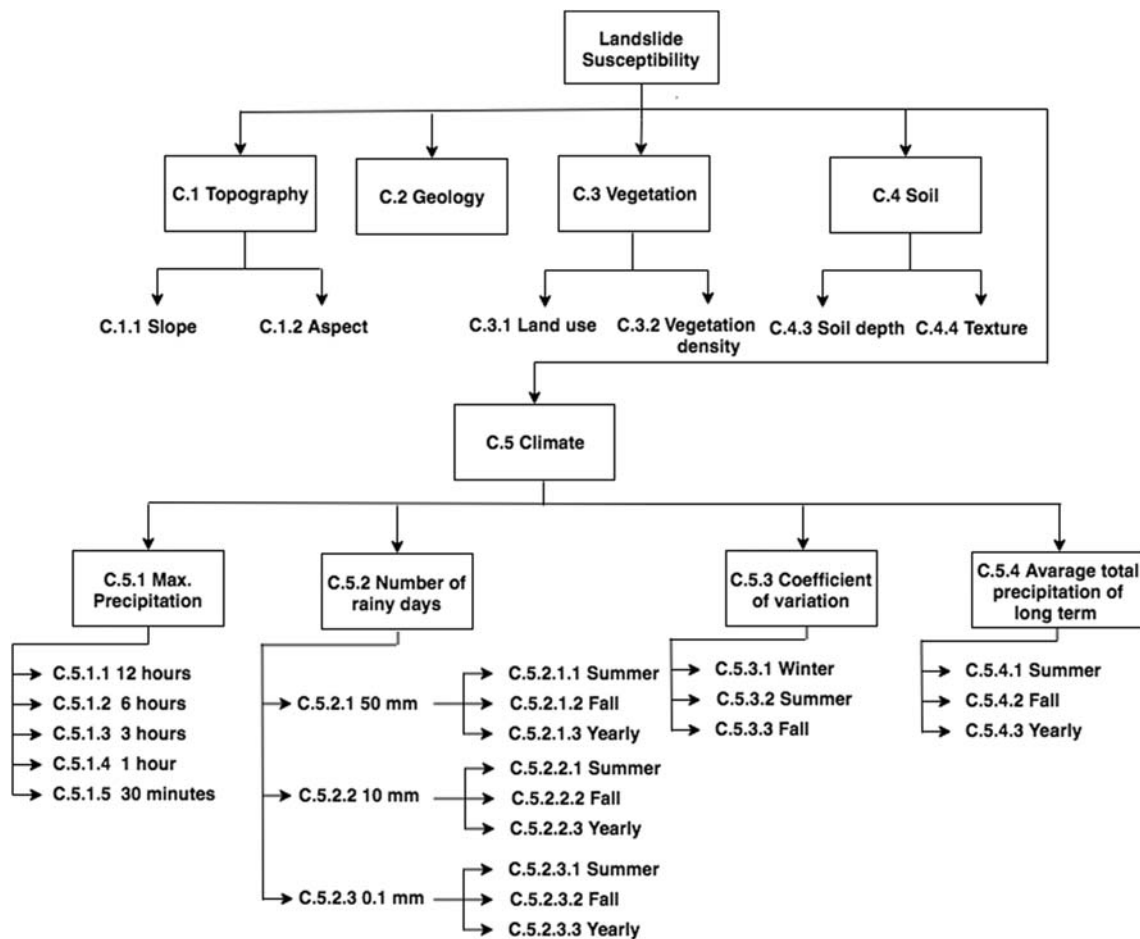 Landslide
Susceptibility
C.1 Topography
C.2 Geology
C.3 Vegetation
C.4 Soil
C.1.1 Slope
C.1.2 Aspect
C.3.1 Land use
C.3.2 Vegetation
density
C.4.3 Soil depth
C.4.4 Texture
C.5 Climate
C.5.1 Max.
Precipitation
C.5.2 Number of
rainy days
C.5.3 Coefficient
of variation
C.5.4 Avarage total
precipitation of
long term
C.5.1.1 12 hours
C.5.1.2 6 hours
C.5.1.3 3 hours
C.5.1.4 1 hour
C.5.1.5 30 minutes
C.5.2.1 50 mm
C.5.2.1.1 Summer
C.5.2.1.2 Fall
C.5.2.1.3 Yearly
C.5.2.2 10 mm
C.5.2.2.1 Summer
C.5.2.2.2 Fall
C.5.2.2.3 Yearly
C.5.2.3 0.1 mm
C.5.2.3.1 Summer
C.5.2.3.2 Fall
C.5.2.3.3 Yearly
C.5.3.1 Winter
C.5.3.2 Summer
C.5.3.3 Fall
C.5.4.1 Summer
C.5.4.2 Fall
C.5.4.3 Yearly